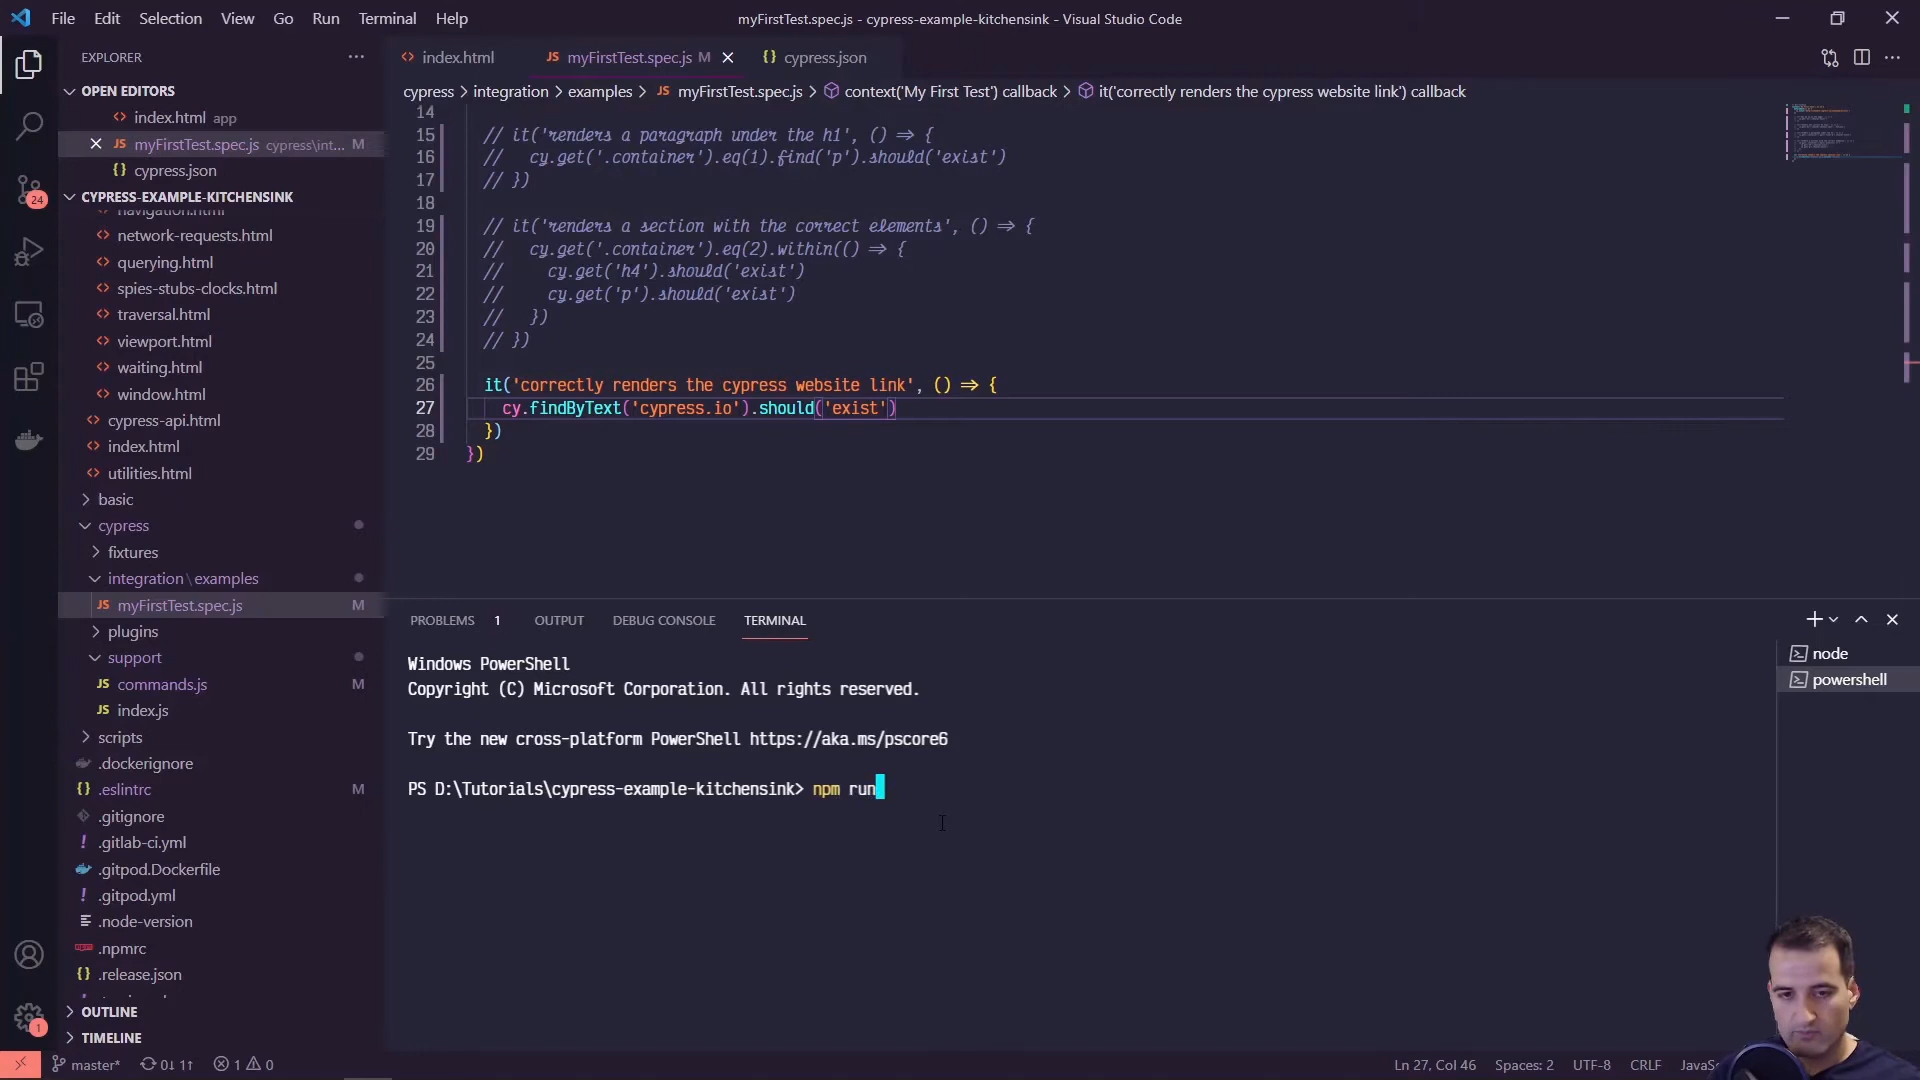 File Edit Selection View Go Run Terminal Help
myFirstTest.spec.js - cypress-example-kitchensink - Visual Studio Code
EXPLORER
OPEN EDITORS
index.html app
myFirstTest.spec.js cypress\int... M
cypress.json
CYPRESS-EXAMPLE-KITCHENSINK
navigation.html
network-requests.html
querying.html
spies-stubs-clocks.html
traversal.html
viewport.html
waiting.html
window.html
cypress-api.html
index.html
utilities.html
basic
cypress
fixtures
integration\examples
myFirstTest.spec.js M
plugins
support
commands.js M
index.js
scripts
.dockerignore
.eslintrc M
.gitignore
.gitlab-ci.yml
.gitpod.Dockerfile
.gitpod.yml
.node-version
.npmrc
.release.json
OUTLINE
TIMELINE
24
1
index.html
JS myFirstTest.spec.js M
{} cypress.json
cypress > integration > examples > JS myFirstTest.spec.js > context('My First Test') callback > it('correctly renders the cypress website link') callback
14
15 // it('renders a paragraph under the h1', () => {
16 //   cy.get('.container').eq(1).find('p').should('exist')
17 // })
18
19 // it('renders a section with the correct elements', () => {
20 //   cy.get('.container').eq(2).within(() => {
21 //     cy.get('h4').should('exist')
22 //     cy.get('p').should('exist')
23 //   })
24 // })
25
26 it('correctly renders the cypress website link', () => {
27   cy.findByText('cypress.io').should('exist')
28 })
29 })
PROBLEMS 1 OUTPUT DEBUG CONSOLE TERMINAL
Windows PowerShell
Copyright (C) Microsoft Corporation. All rights reserved.
Try the new cross-platform PowerShell https://aka.ms/pscore6
PS D:\Tutorials\cypress-example-kitchensink> npm run
node
powershell
master* 0↓ 1↑ 1 0
Ln 27, Col 46 Spaces: 2 UTF-8 CRLF